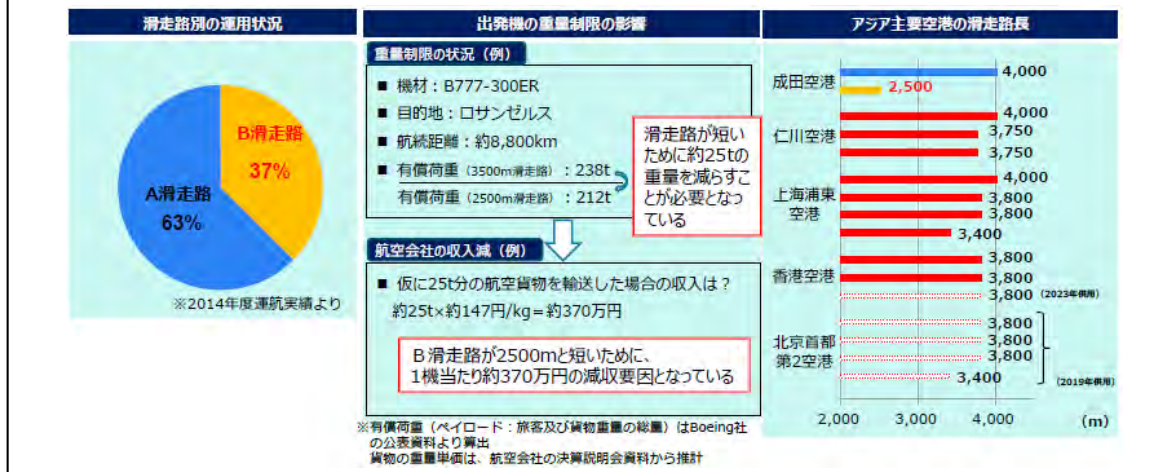 滑走路別の運用状況
B滑走路
37%
A滑走路
63%
※2014年度運航実績より
出発機の重量制限の影響
重量制限の状況（例）
■ 機材：B777-300ER
■ 目的地：ロサンゼルス
■ 航続距離：約8,800km
■ 有償荷重（3500m滑走路）：238t
有償荷重（2500m滑走路）：212t
滑走路が短い
ために約25tの
重量を減らすこ
とが必要となっ
ている
航空会社の収入減（例）
■ 仮に25t分の航空貨物を輸送した場合の収入は？
約25t×約147円/kg＝約370万円
B滑走路が2500mと短いために、
1機当たり約370万円の減収要因となっている
※有償荷重（ペイロード：旅客及び貨物重量の総量）はBoeing社
の公表資料より算出
貨物の重量単価は、航空会社の決算説明会資料から推計
アジア主要空港の滑走路長
成田空港
4,000
2,500
仁川空港
4,000
3,750
3,750
上海浦東
空港
4,000
3,800
3,800
3,400
香港空港
3,800
3,800
3,800 (2023年供用)
北京首都
第2空港
3,800
3,800
3,800
3,400
(2019年供用)
2,000 3,000 4,000 (m)